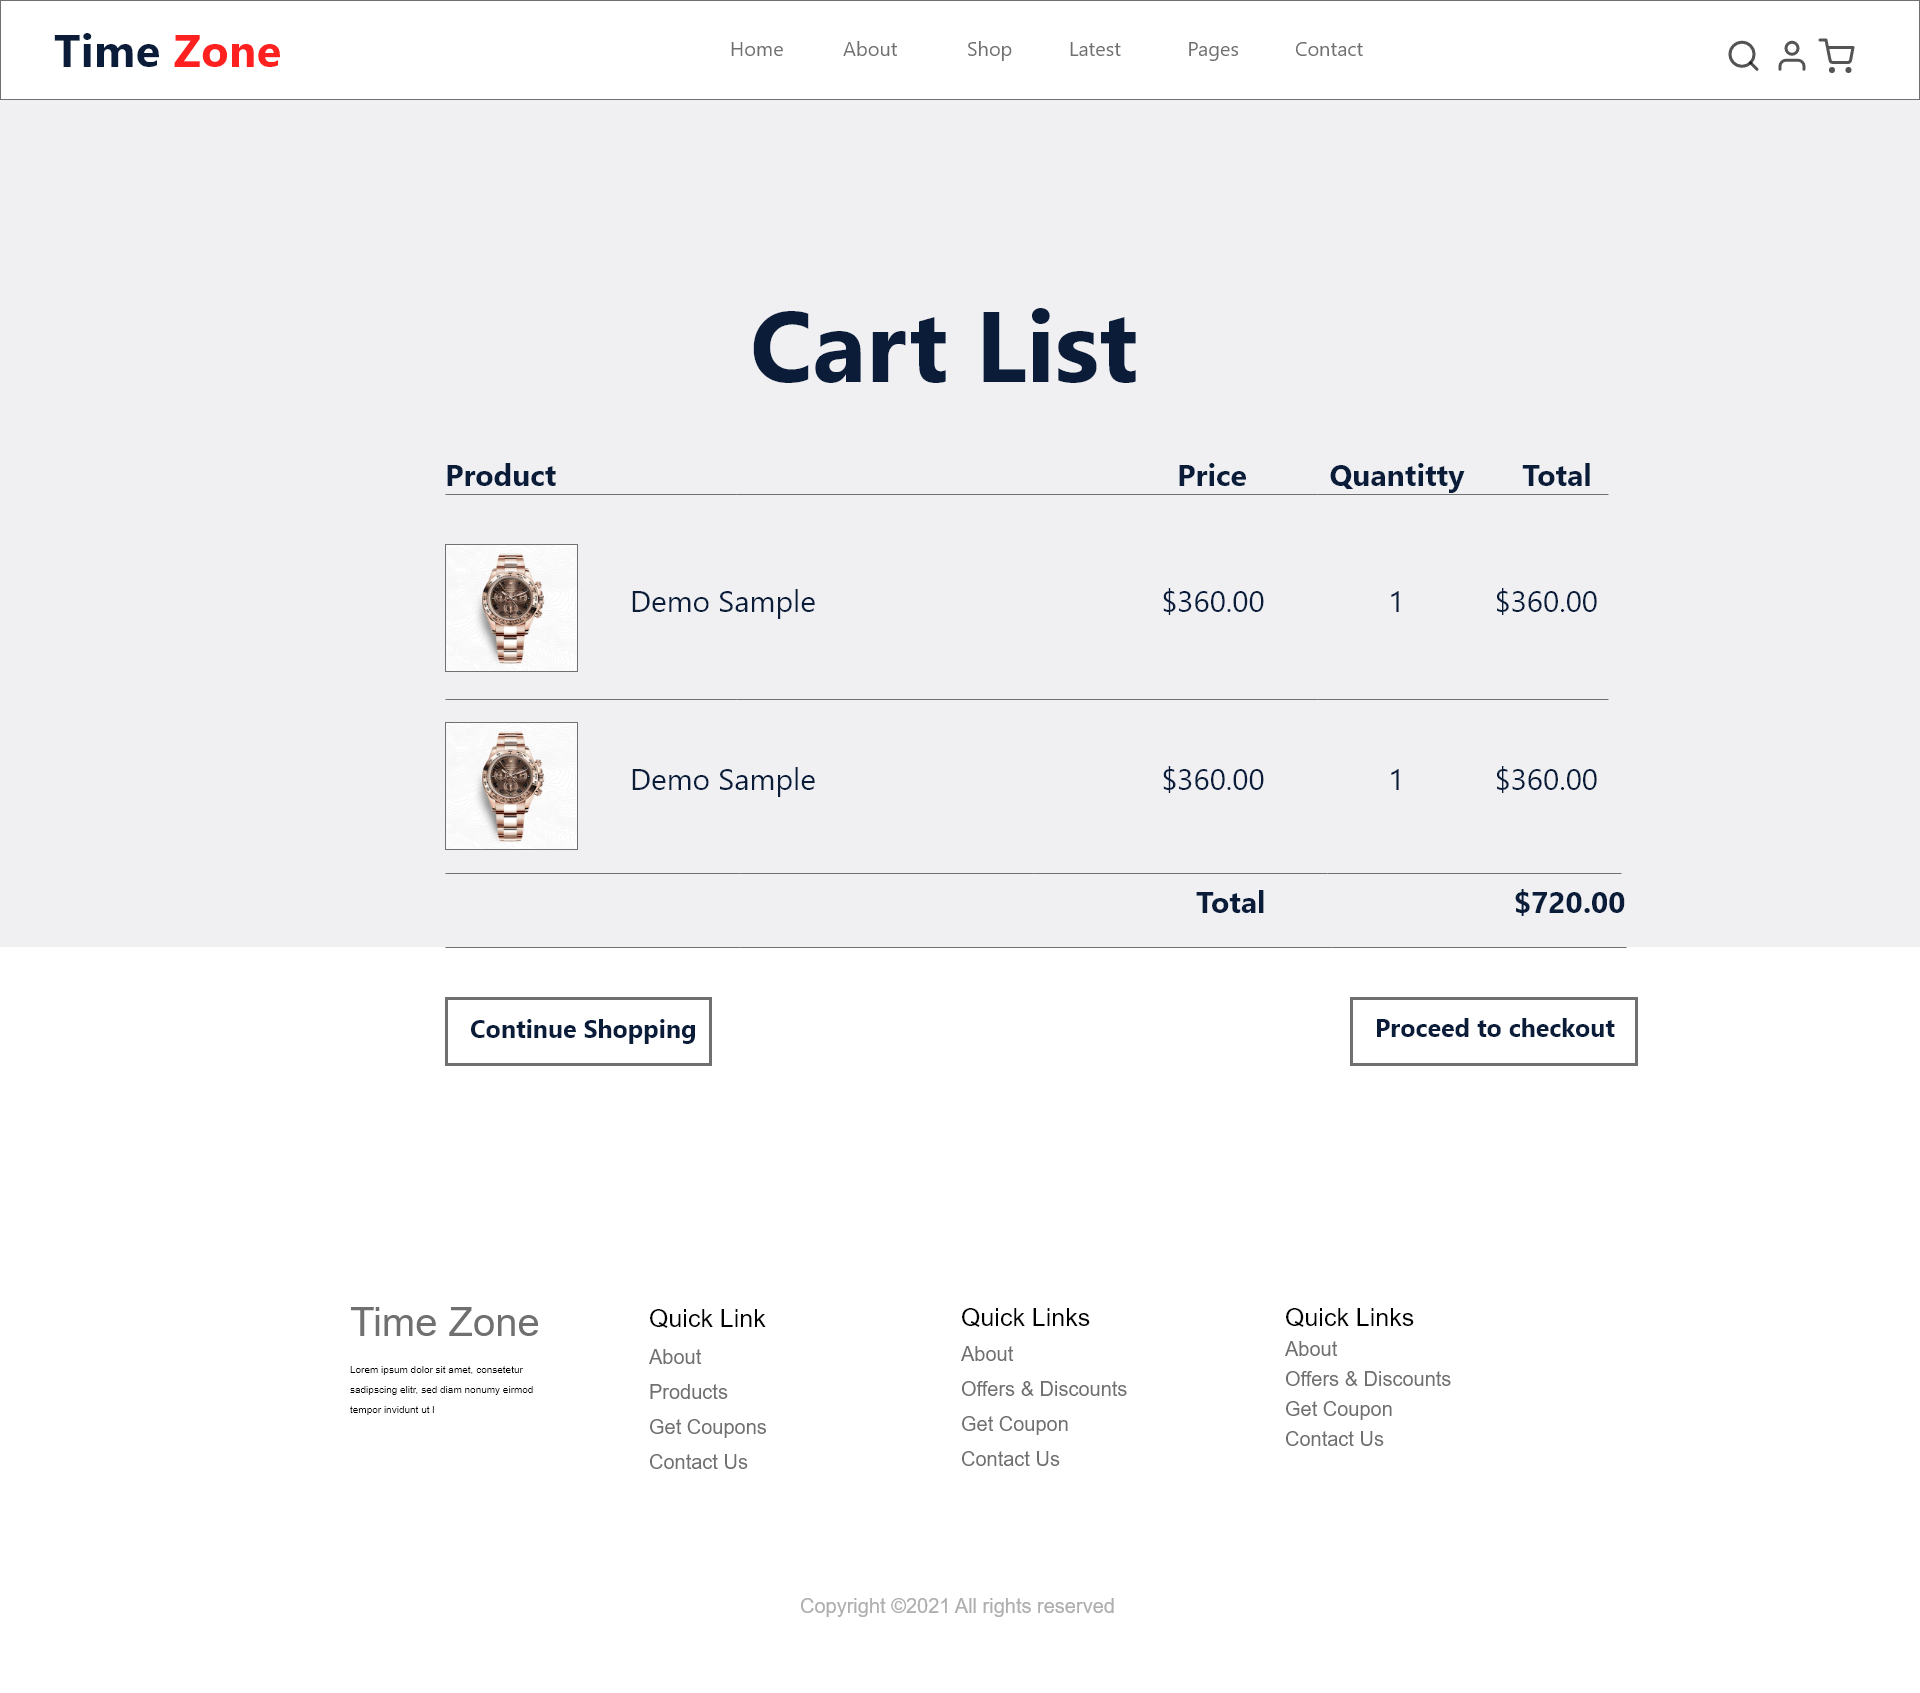 Time Zone
Home About Shop Latest Pages Contact
Cart List
Product Price Quantitty Total
Demo Sample $360.00 1 $360.00
Demo Sample $360.00 1 $360.00
Total $720.00
Continue Shopping Proceed to checkout
Time Zone
Lorem ipsum dolor sit amet, consetetur
sadipscing elitr, sed diam nonumy eirmod
tempor invidunt ut l
Quick Link
About
Products
Get Coupons
Contact Us
Quick Links
About
Offers & Discounts
Get Coupon
Contact Us
Quick Links
About
Offers & Discounts
Get Coupon
Contact Us
Copyright ©2021 All rights reserved